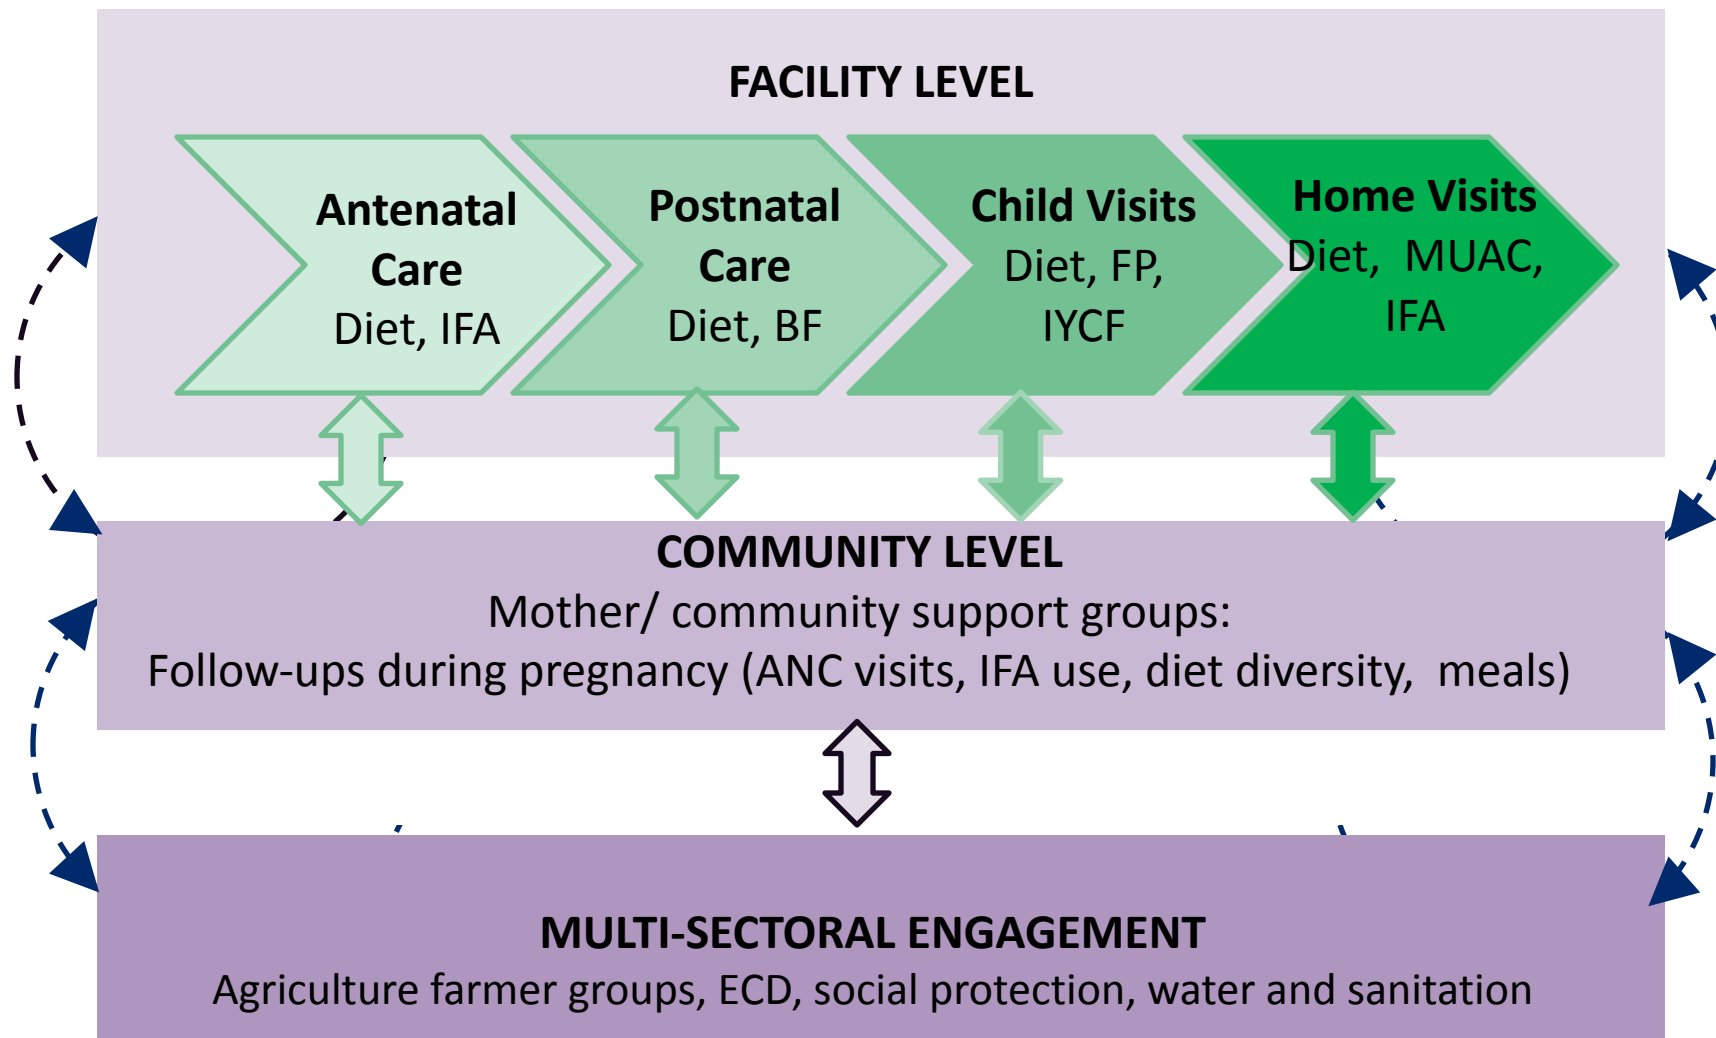 FACILITY LEVEL
Antenatal
Care
Diet, IFA
Postnatal
Care
Diet, BF
Child Visits
Diet, FP,
IYCF
Home Visits
Diet,  MUAC,
IFA
COMMUNITY LEVEL
Mother/ community support groups:
Follow-ups during pregnancy (ANC visits, IFA use, diet diversity,  meals)
MULTI-SECTORAL ENGAGEMENT
Agriculture farmer groups, ECD, social protection, water and sanitation